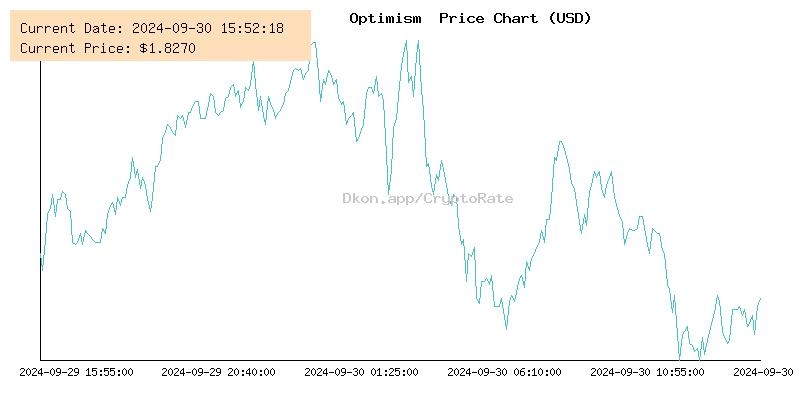 Optimism  Price Chart (USD)
Current Date: 2024-09-30 15:52:18
Current Price: $1.8270
Dkon.app/CryptoRate
2024-09-29 15:55:00 2024-09-29 20:40:00 2024-09-30 01:25:00 2024-09-30 06:10:00 2024-09-30 10:55:00 2024-09-30